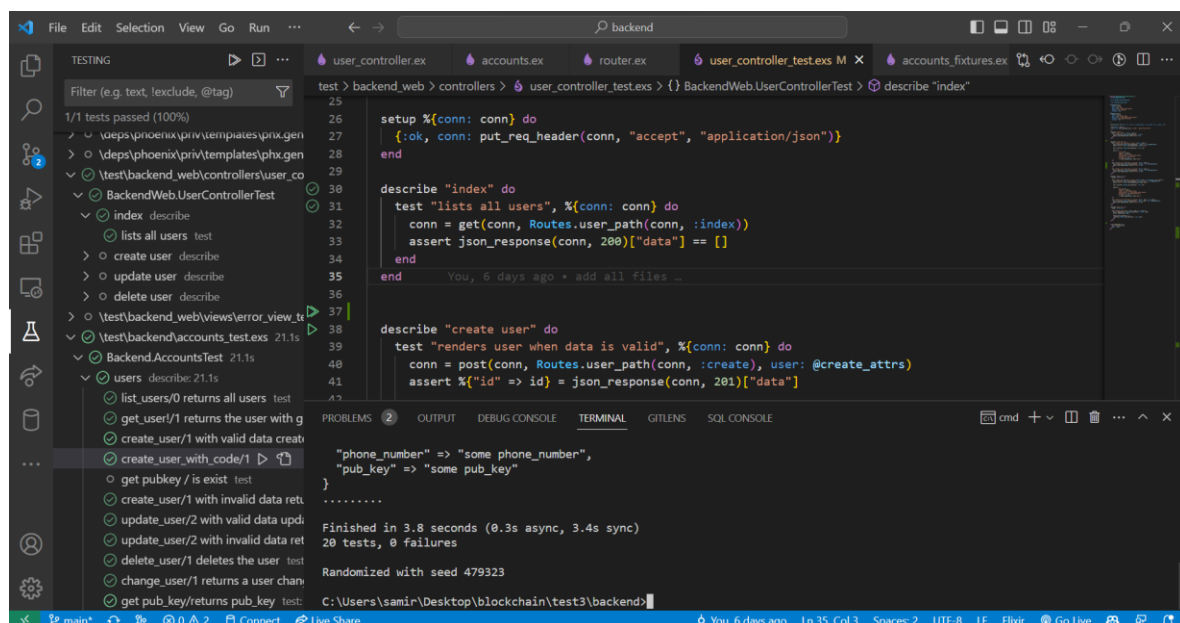 File Edit Selection View Go Run ··· backend
TESTING
user_controller.ex accounts.ex router.ex user_controller_test.exs M accounts_fixtures.ex
Filter (e.g. text, !exclude, @tag)
test > backend_web > controllers > user_controller_test.exs > {} BackendWeb.UserControllerTest > describe "index"
1/1 tests passed (100%)
\deps\phoenix\priv\templates\phx.gen
\deps\phoenix\priv\templates\phx.gen
\test\backend_web\controllers\user_co
BackendWeb.UserControllerTest
index describe
lists all users test
create user describe
update user describe
delete user describe
\test\backend_web\views\error_view_te
\test\backend\accounts_test.exs 21.1s
Backend.AccountsTest 21.1s
users describe: 21.1s
list_users/0 returns all users test
get_user!/1 returns the user with g
create_user/1 with valid data create
create_user_with_code/1
get pubkey / is exist test
create_user/1 with invalid data retu
update_user/2 with valid data upda
update_user/2 with invalid data ret
delete_user/1 deletes the user test
change_user/1 returns a user chan
get pub_key/returns pub_key test:
25
26 setup %{conn: conn} do
27 {:ok, conn: put_req_header(conn, "accept", "application/json")}
28 end
29
30 describe "index" do
31 test "lists all users", %{conn: conn} do
32 conn = get(conn, Routes.user_path(conn, :index))
33 assert json_response(conn, 200)["data"] == []
34 end
35 end You, 6 days ago • add all files …
36
37
38 describe "create user" do
39 test "renders user when data is valid", %{conn: conn} do
40 conn = post(conn, Routes.user_path(conn, :create), user: @create_attrs)
41 assert %{"id" => id} = json_response(conn, 201)["data"]
42
PROBLEMS 2 OUTPUT DEBUG CONSOLE TERMINAL GITLENS SQL CONSOLE cmd
"phone_number" => "some phone_number",
"pub_key" => "some pub_key"
}
.........
Finished in 3.8 seconds (0.3s async, 3.4s sync)
20 tests, 0 failures
Randomized with seed 479323
C:\Users\samir\Desktop\blockchain\test3\backend>
main* 0 2 Connect Live Share You, 6 days ago Ln 35, Col 3 Spaces: 2 UTF-8 LF Elixir Go Live